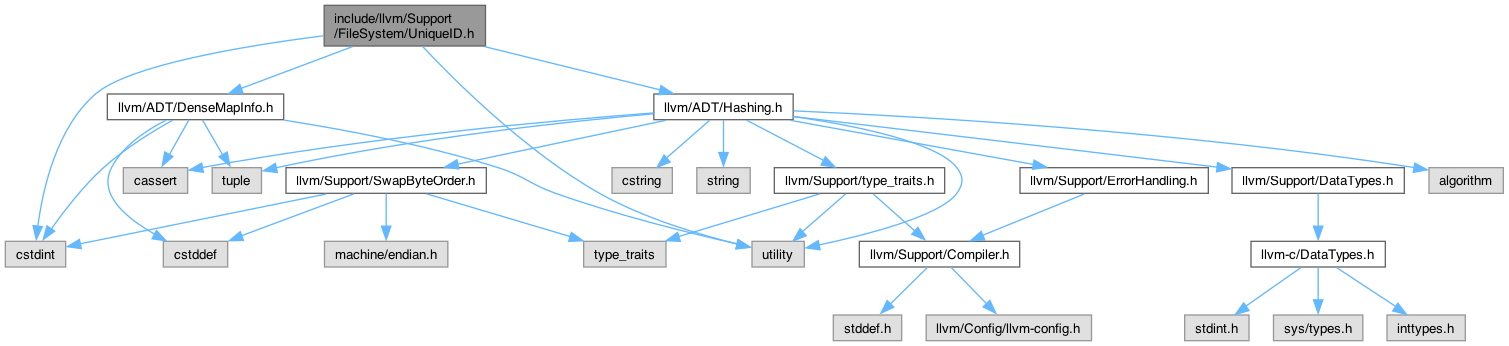 include/llvm/Support
/FileSystem/UniqueID.h
llvm/ADT/DenseMapInfo.h
llvm/ADT/Hashing.h
cassert
tuple
llvm/Support/SwapByteOrder.h
cstring
string
llvm/Support/type_traits.h
llvm/Support/ErrorHandling.h
llvm/Support/DataTypes.h
algorithm
cstdint
cstddef
machine/endian.h
type_traits
utility
llvm/Support/Compiler.h
llvm-c/DataTypes.h
stddef.h
llvm/Config/llvm-config.h
stdint.h
sys/types.h
inttypes.h